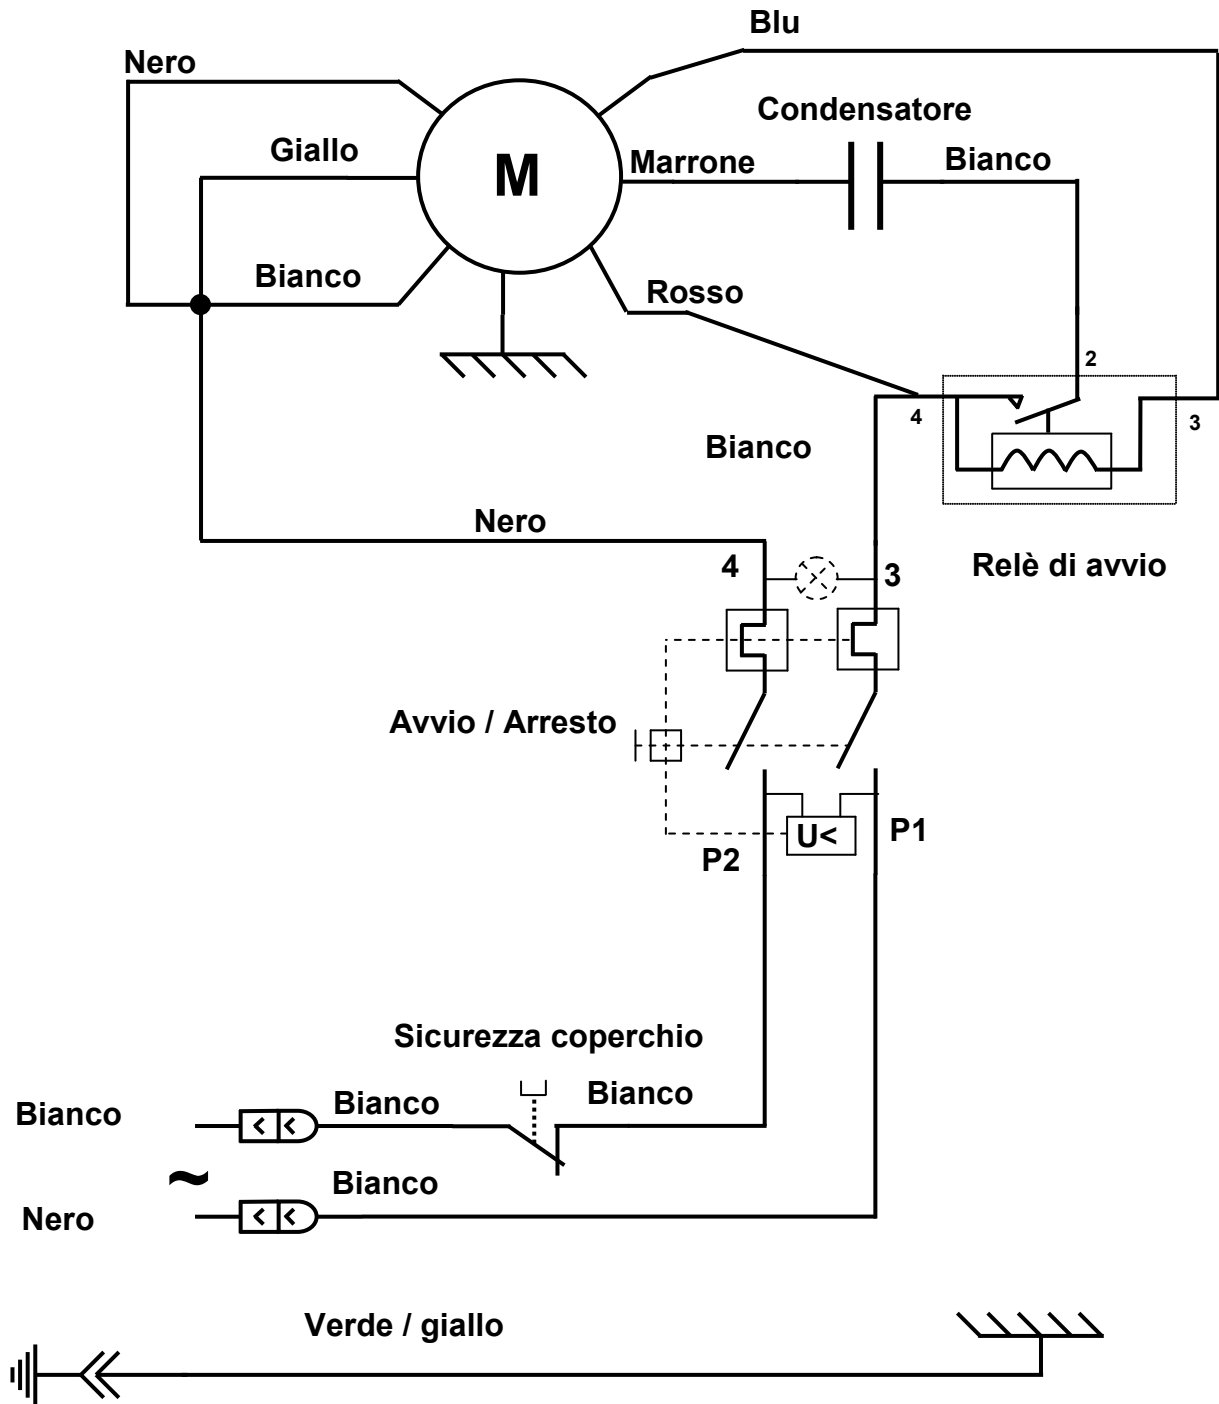 Blu
Nero
Condensatore
Giallo
M
Marrone
Bianco
Bianco
Rosso
2
4
3
Bianco
Nero
4
3
Relè di avvio
Avvio / Arresto
U<
P1
P2
Sicurezza coperchio
Bianco
Bianco
Bianco
~
Bianco
Nero
Verde / giallo